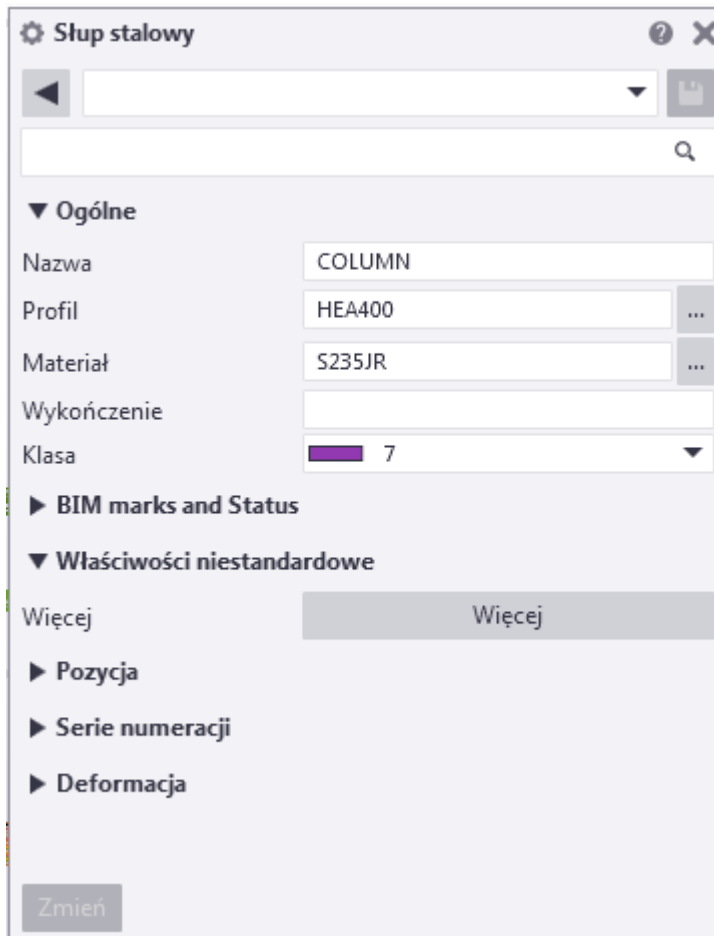 Słup stalowy
Ogólne
Nazwa COLUMN
Profil HEA400 ...
Materiał S235JR ...
Wykończenie
Klasa 7
BIM marks and Status
Właściwości niestandardowe
Więcej Więcej
Pozycja
Serie numeracji
Deformacja
Zmień